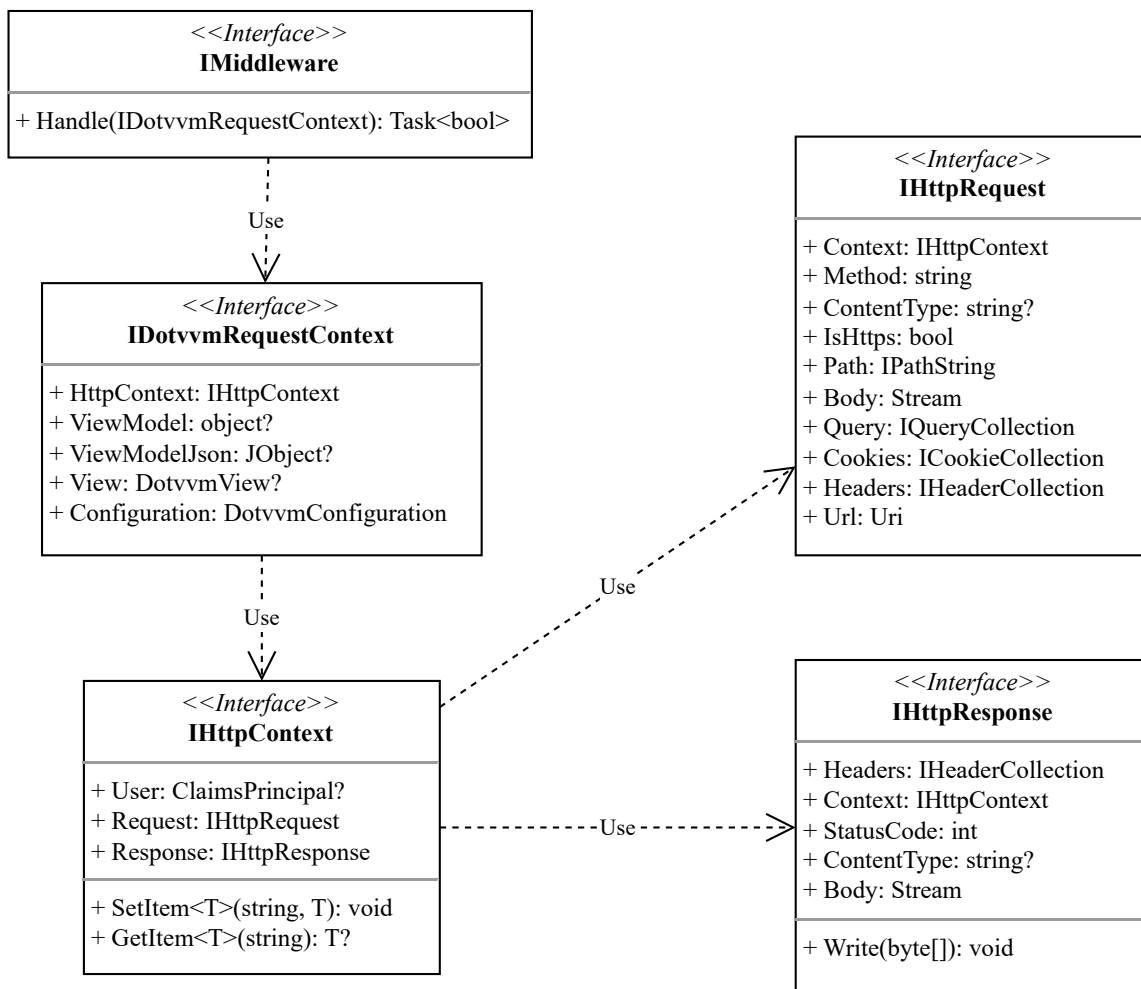 <<Interface>>
IMiddleware
+ Handle(IDotvvmRequestContext): Task<bool>
Use
<<Interface>>
IDotvvmRequestContext
+ HttpContext: IHttpContext
+ ViewModel: object?
+ ViewModelJson: JObject?
+ View: DotvvmView?
+ Configuration: DotvvmConfiguration
Use
<<Interface>>
IHttpContext
+ User: ClaimsPrincipal?
+ Request: IHttpRequest
+ Response: IHttpResponse
+ SetItem<T>(string, T): void
+ GetItem<T>(string): T?
Use
Use
<<Interface>>
IHttpRequest
+ Context: IHttpContext
+ Method: string
+ ContentType: string?
+ IsHttps: bool
+ Path: IPathString
+ Body: Stream
+ Query: IQueryCollection
+ Cookies: ICookieCollection
+ Headers: IHeaderCollection
+ Url: Uri
<<Interface>>
IHttpResponse
+ Headers: IHeaderCollection
+ Context: IHttpContext
+ StatusCode: int
+ ContentType: string?
+ Body: Stream
+ Write(byte[]): void